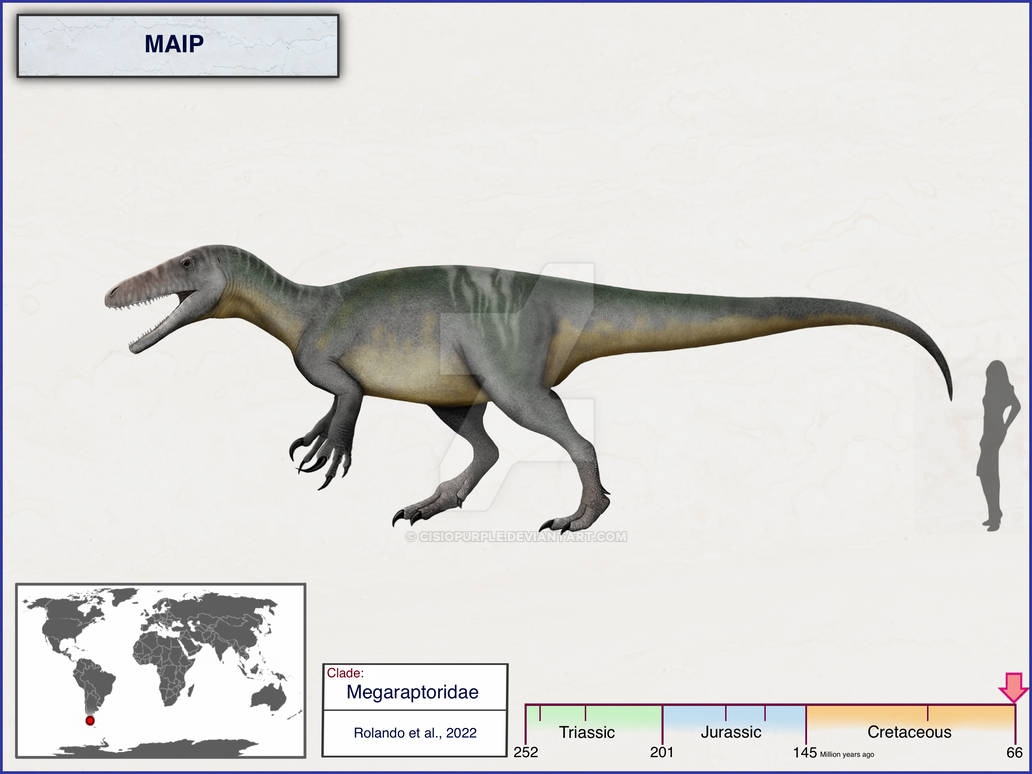 MAIP
© CISIOPURPLE.DEVIANTART.COM
Clade:
Megaraptoridae
Rolando et al., 2022
Triassic
Jurassic
Cretaceous
252
201
145
Million years ago
66